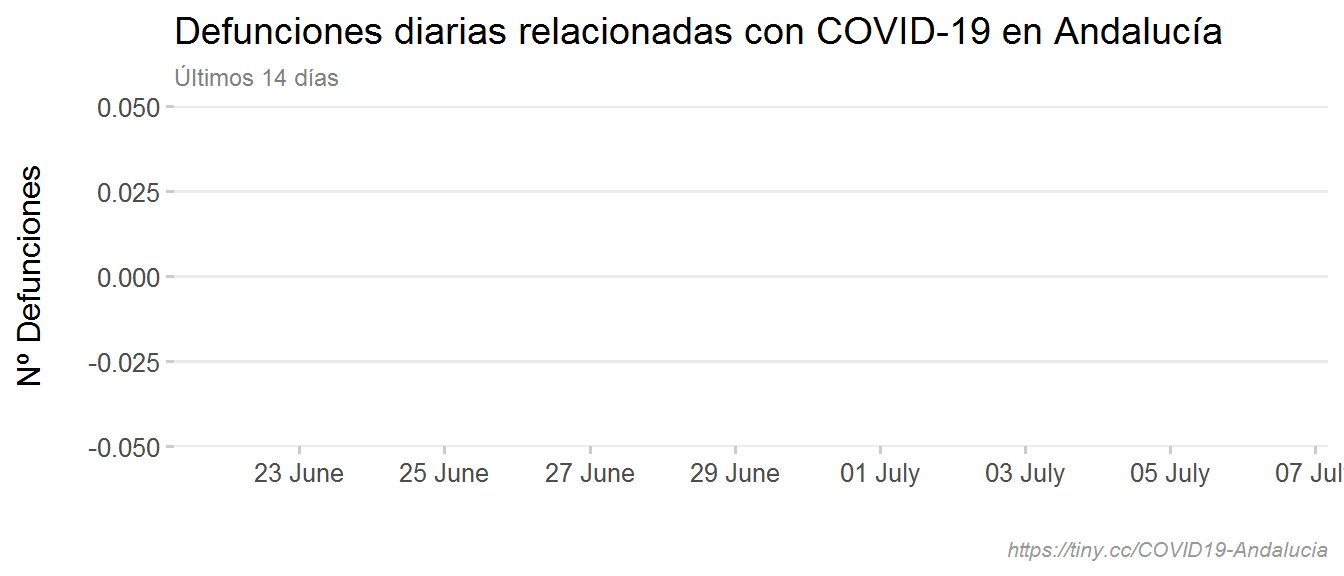 Defunciones diarias relacionadas con COVID-19 en Andalucía
Últimos 14 días
Nº Defunciones
0.050
0.025
0.000
-0.025
-0.050
23 June
25 June
27 June
29 June
01 July
03 July
05 July
07 Jul
https://tiny.cc/COVID19-Andalucia